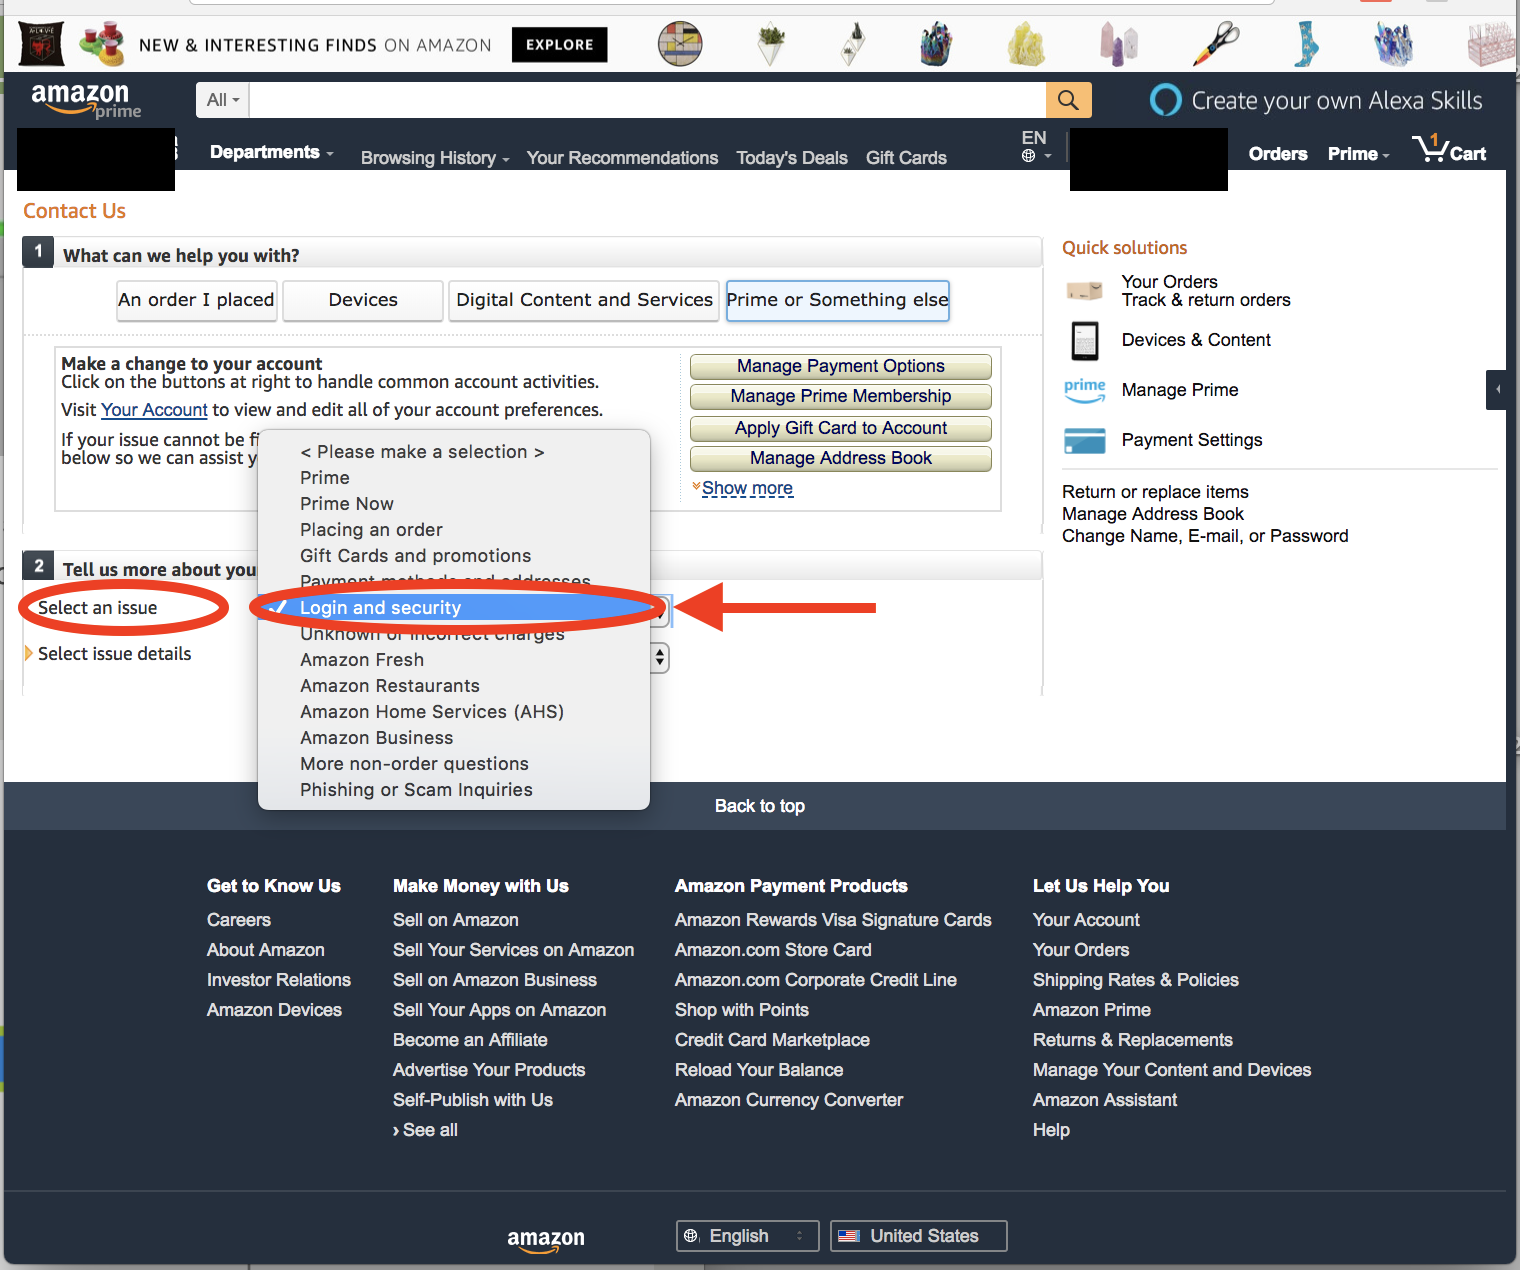 NEW & INTERESTING FINDS ON AMAZON
EXPLORE
amazon
prime
All
Create your own Alexa Skills
Departments
Browsing History
Your Recommendations
Today's Deals
Gift Cards
EN
Orders
Prime
1
Cart
Contact Us
1
What can we help you with?
An order I placed
Devices
Digital Content and Services
Prime or Something else
Make a change to your account
Click on the buttons at right to handle common account activities.
Visit Your Account to view and edit all of your account preferences.
If your issue cannot be
below so we can assist
Manage Payment Options
Manage Prime Membership
Apply Gift Card to Account
Manage Address Book
Show more
< Please make a selection >
Prime
Prime Now
Placing an order
Gift Cards and promotions
Payment methods and addresses
Login and security
Unknown or incorrect charges
Amazon Fresh
Amazon Restaurants
Amazon Home Services (AHS)
Amazon Business
More non-order questions
Phishing or Scam Inquiries
2
Tell us more about you
Select an issue
Select issue details
Quick solutions
Your Orders
Track & return orders
Devices & Content
prime
Manage Prime
Payment Settings
Return or replace items
Manage Address Book
Change Name, E-mail, or Password
Back to top
Get to Know Us
Careers
About Amazon
Investor Relations
Amazon Devices
Make Money with Us
Sell on Amazon
Sell Your Services on Amazon
Sell on Amazon Business
Sell Your Apps on Amazon
Become an Affiliate
Advertise Your Products
Self-Publish with Us
› See all
Amazon Payment Products
Amazon Rewards Visa Signature Cards
Amazon.com Store Card
Amazon.com Corporate Credit Line
Shop with Points
Credit Card Marketplace
Reload Your Balance
Amazon Currency Converter
Let Us Help You
Your Account
Your Orders
Shipping Rates & Policies
Amazon Prime
Returns & Replacements
Manage Your Content and Devices
Amazon Assistant
Help
amazon
English
United States